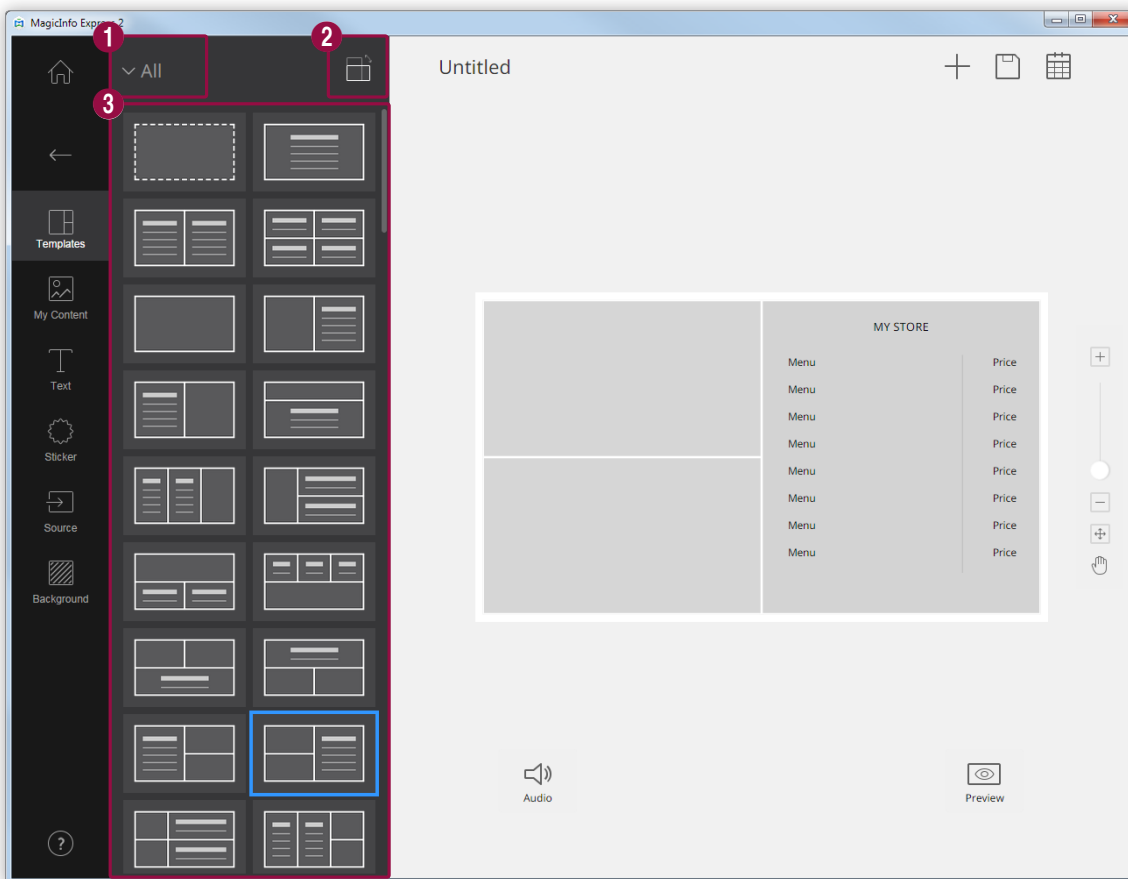 MagicInfo Express 2
1
2
3
All
Untitled
Templates
My Content
Text
Sticker
Source
Background
?
MY STORE
Menu Price
Menu Price
Menu Price
Menu Price
Menu Price
Menu Price
Menu Price
Menu Price
Audio
Preview